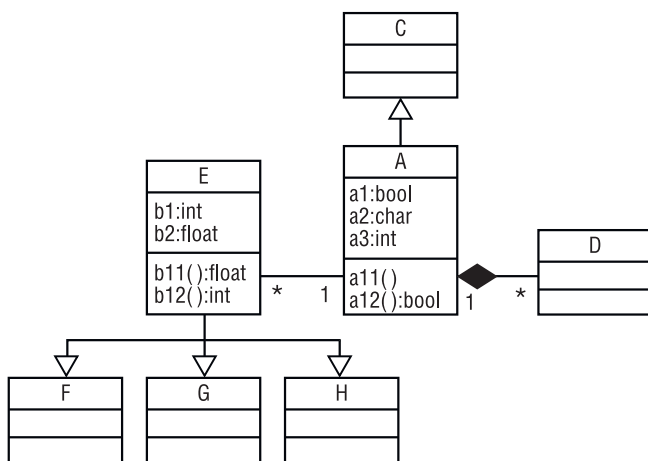 C
A
a1:bool
a2:char
a3:int
a11()
a12():bool
E
b1:int
b2:float
b11():float
b12():int
*
1
1
*
D
F
G
H